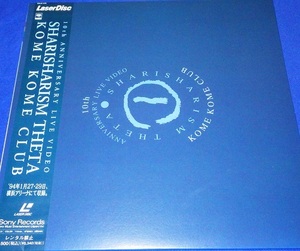 LaserDisc
10th ANNIVERSARY LIVE VIDEO
SHARISHARISM THETA
KOME KOME CLUB
'94年1月27-29日、
横浜アリーナにて収録。
Sony Records
レンタル禁止
10th ANNIVERSARY LIVE VIDEO
SHARISHARISM THETA
KOME KOME CLUB